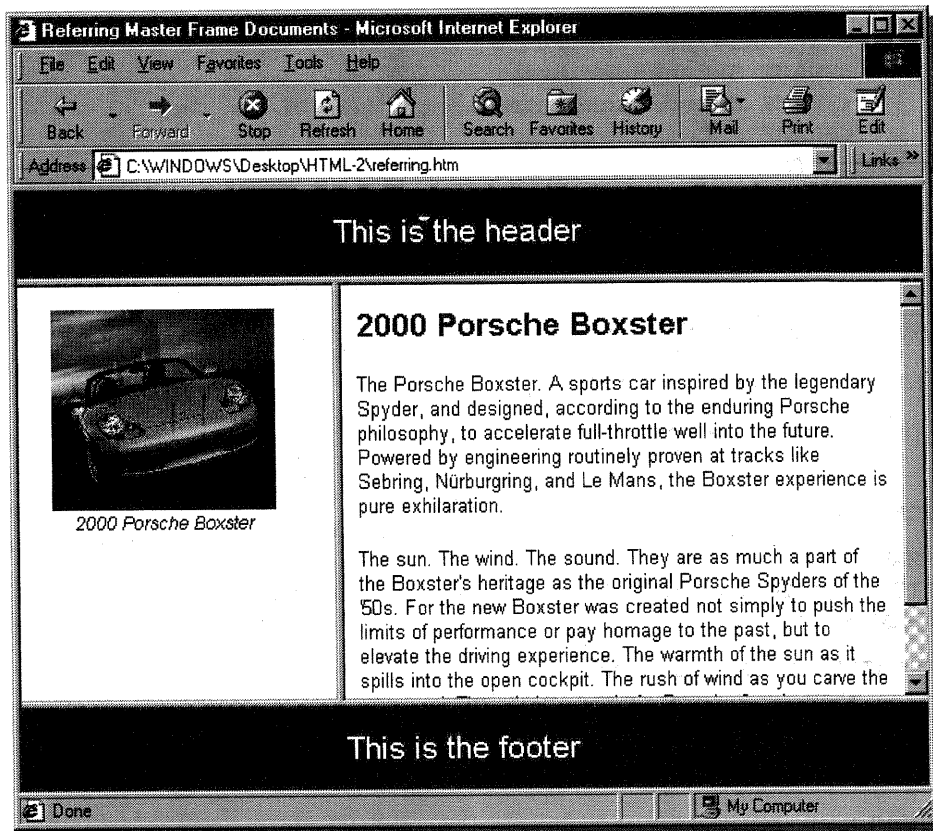 Referring Master Frame Documents - Microsoft Internet Explorer
File Edit View Favorites Tools Help
Back Forward Stop Refresh Home Search Favorites History Mail Print Edit
Address C:\WINDOWS\Desktop\HTML-2\referring.htm Links »
This is the header
2000 Porsche Boxster
2000 Porsche Boxster
The Porsche Boxster. A sports car inspired by the legendary
Spyder, and designed, according to the enduring Porsche
philosophy, to accelerate full-throttle well into the future.
Powered by engineering routinely proven at tracks like
Sebring, Nürburgring, and Le Mans, the Boxster experience is
pure exhilaration.
The sun. The wind. The sound. They are as much a part of
the Boxster's heritage as the original Porsche Spyders of the
'50s. For the new Boxster was created not simply to push the
limits of performance or pay homage to the past, but to
elevate the driving experience. The warmth of the sun as it
spills into the open cockpit. The rush of wind as you carve the
This is the footer
Done My Computer